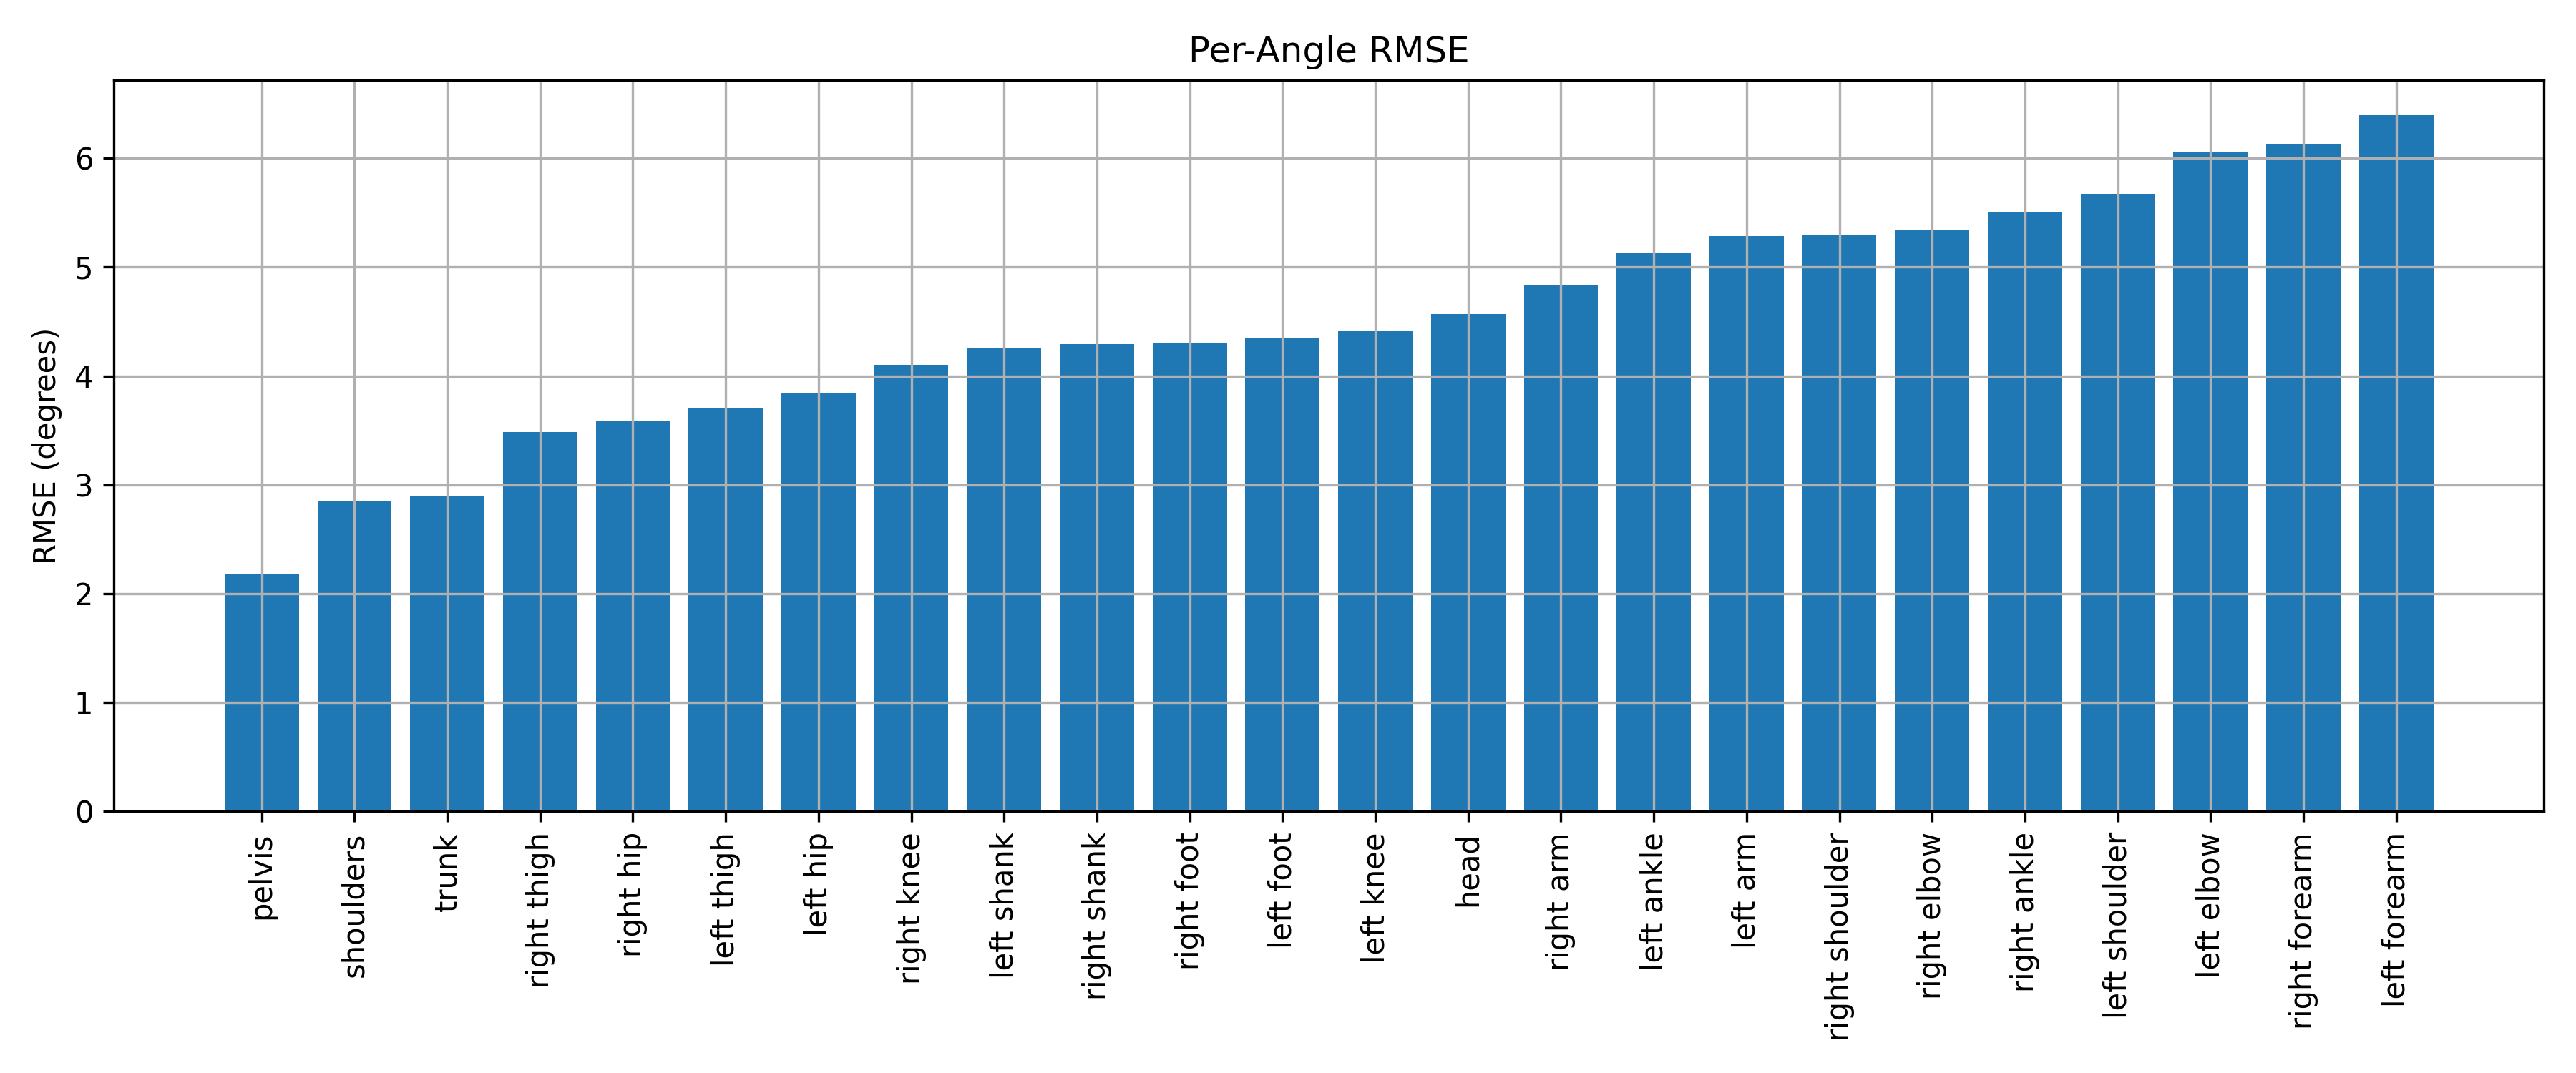 Per-Angle RMSE
RMSE (degrees)
6
5
4
3
2
1
0
pelvis
shoulders
trunk
right thigh
right hip
left thigh
left hip
right knee
left shank
right shank
right foot
left foot
left knee
head
right arm
left ankle
left arm
right shoulder
right elbow
right ankle
left shoulder
left elbow
right forearm
left forearm